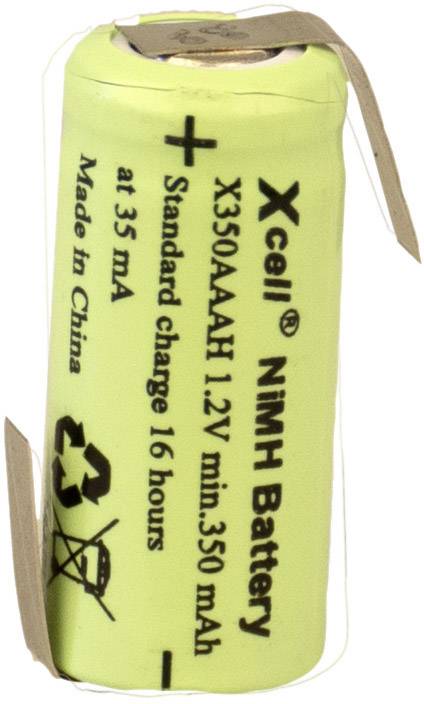 Xcell® NiMH Battery
X350AAAH 1.2V min.350 mAh
Standard charge 16 hours
at 35 mA
Made in China
+
−